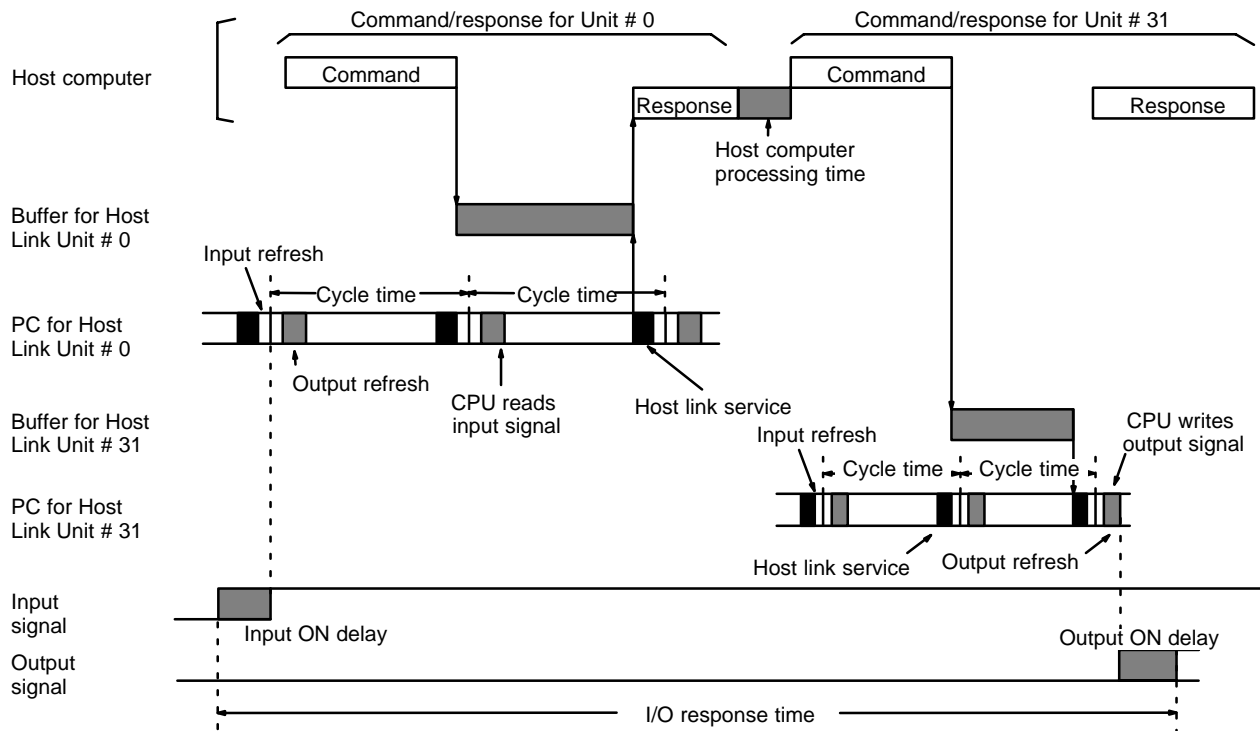 Command/response for Unit # 0
Command/response for Unit # 31
Host computer
Command
Command
Response
Response
Host computer
processing time
Buffer for Host
Link Unit # 0
Input refresh
Cycle time
Cycle time
PC for Host
Link Unit # 0
Output refresh
CPU reads
input signal
Host link service
Buffer for Host
Link Unit # 31
Input refresh
CPU writes
output signal
Cycle time
Cycle time
PC for Host
Link Unit # 31
Host link service
Output refresh
Input
signal
Input ON delay
Output ON delay
Output
signal
I/O response time